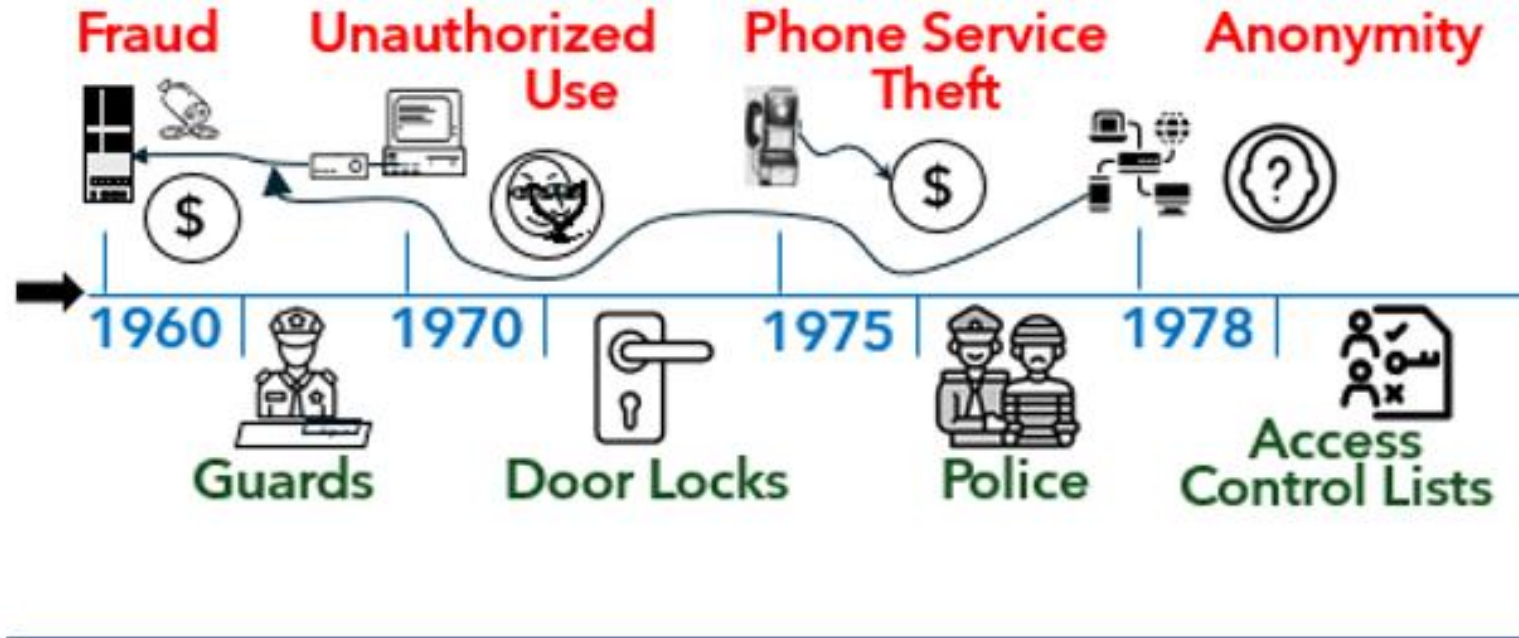 Fraud
Unauthorized
Use
Phone Service
Theft
Anonymity
$
$
?
1960
1970
1975
1978
Guards
Door Locks
Police
Access
Control Lists